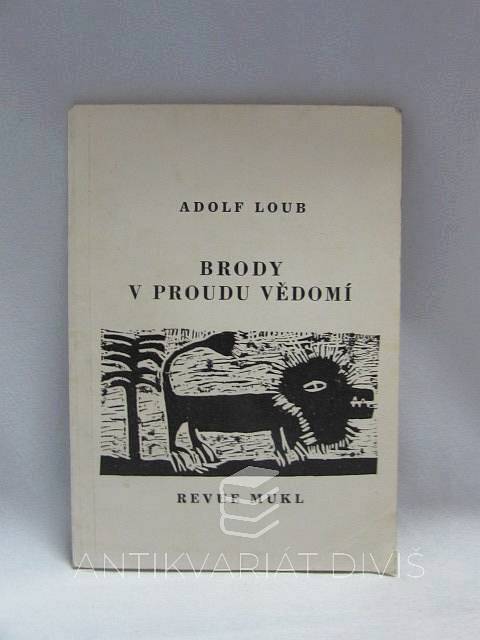 ADOLF LOUB
BRODY
V PROUDU VĚDOMÍ
REVUE MUKL
ANTIKVARIÁT DIVIŠ